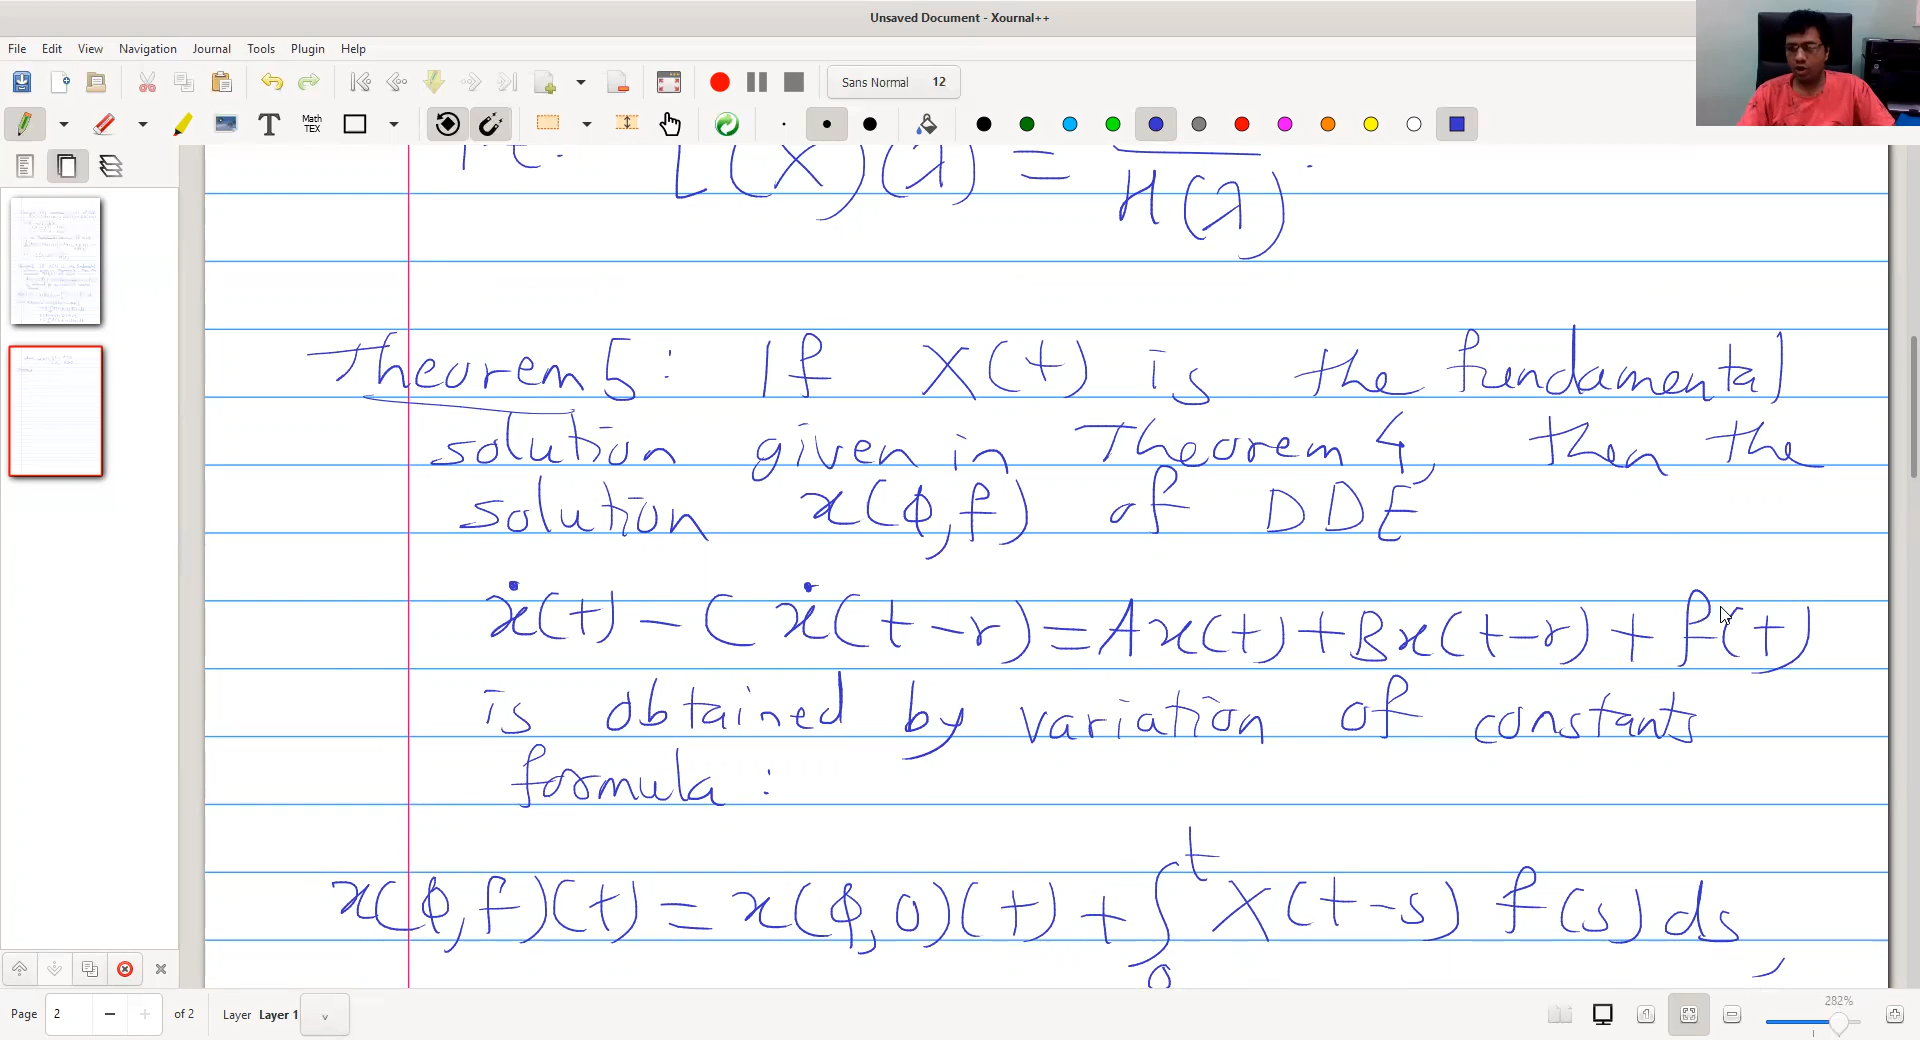 Unsaved Document - Xournal++
File Edit View Navigation Journal Tools Plugin Help
Sans Normal 12
Math TEX
L(X)(λ) = 
H(λ) .
Theorem 5 : If X(t) is the fundamental
solution given in Theorem 4, then the
solution x(ϕ,f) of DDE
ẋ(t) - C ẋ(t-r) = Ax(t) + Bx(t-r) + f(t)
is obtained by variation of constants
formula :
x(ϕ,f)(t) = x(ϕ,0)(t) + ∫₀ᵗ X(t-s) f(s) ds,
Page 2 of 2 Layer Layer 1 282%